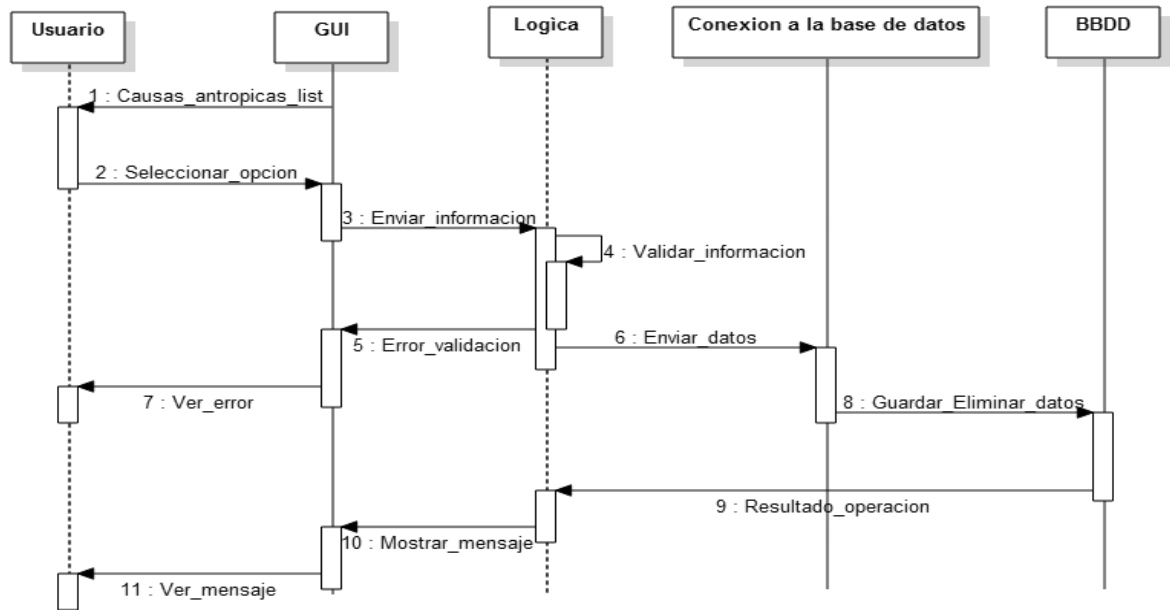 Usuario
GUI
Logica
Conexion a la base de datos
BBDD
1 : Causas_antropicas_list
2 : Seleccionar_opcion
3 : Enviar_informacion
4 : Validar_informacion
5 : Error_validacion
6 : Enviar_datos
7 : Ver_error
8 : Guardar_Eliminar_datos
9 : Resultado_operacion
10 : Mostrar_mensaje
11 : Ver_mensaje